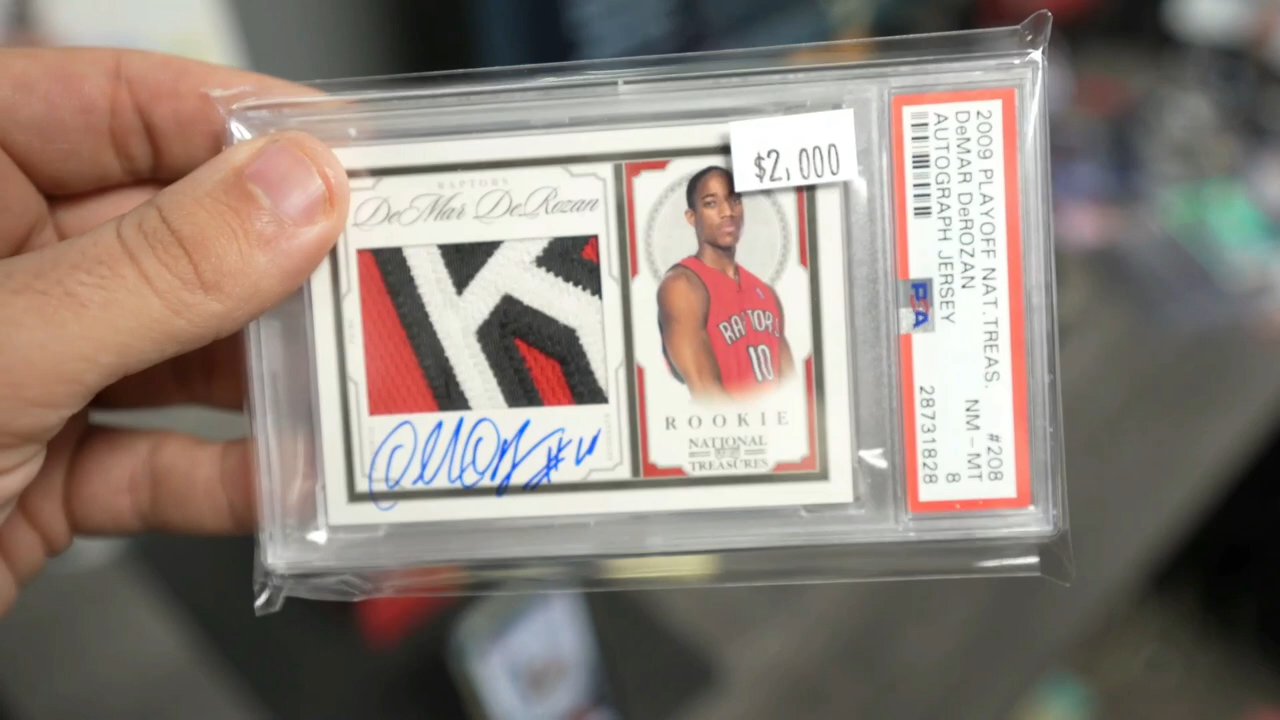 $2,000
RAPTORS
DeMar DeRozan
RAPTORS
10
ROOKIE
NATIONAL
TREASURES
2009 PLAYOFF NAT.TREAS. #208
DeMAR DeROZAN NM-MT
AUTOGRAPH JERSEY 8
PSA 28731828